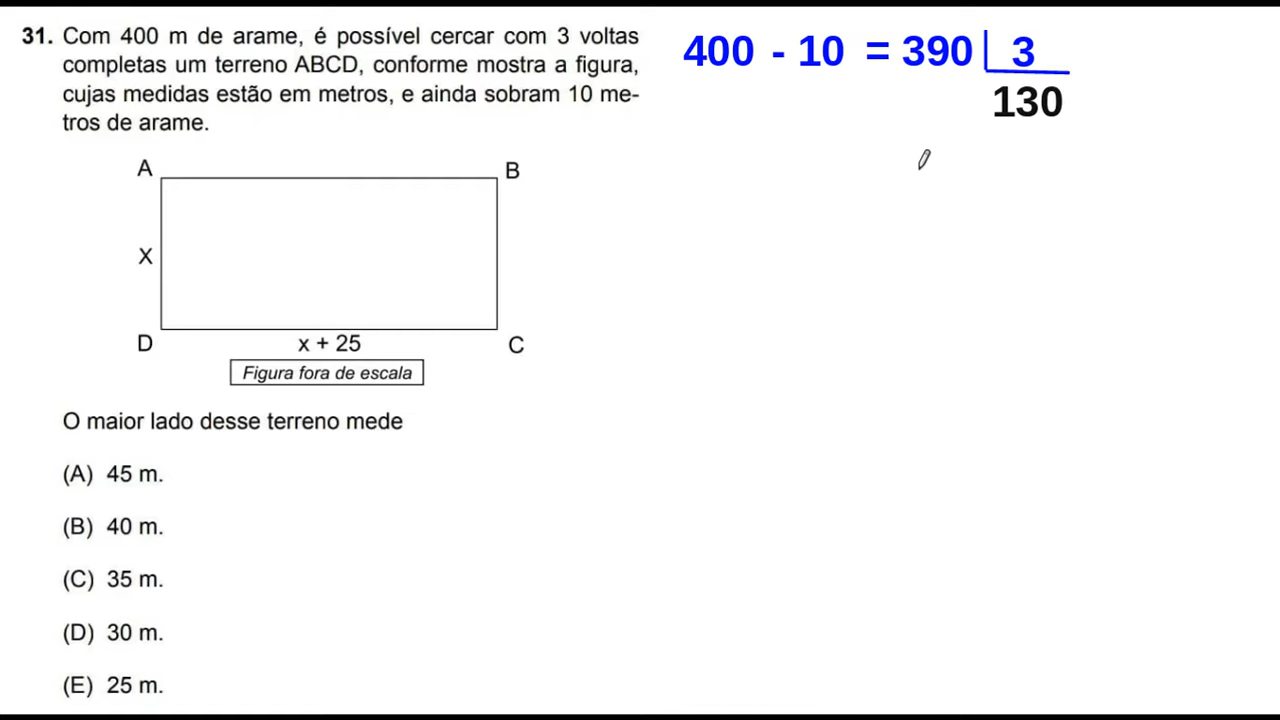 31. Com 400 m de arame, é possível cercar com 3 voltas
completas um terreno ABCD, conforme mostra a figura,
cujas medidas estão em metros, e ainda sobram 10 me-
tros de arame.
A
B
X
D
x + 25
C
Figura fora de escala
O maior lado desse terreno mede
(A) 45 m.
(B) 40 m.
(C) 35 m.
(D) 30 m.
(E) 25 m.
400 - 10 = 390 3
130